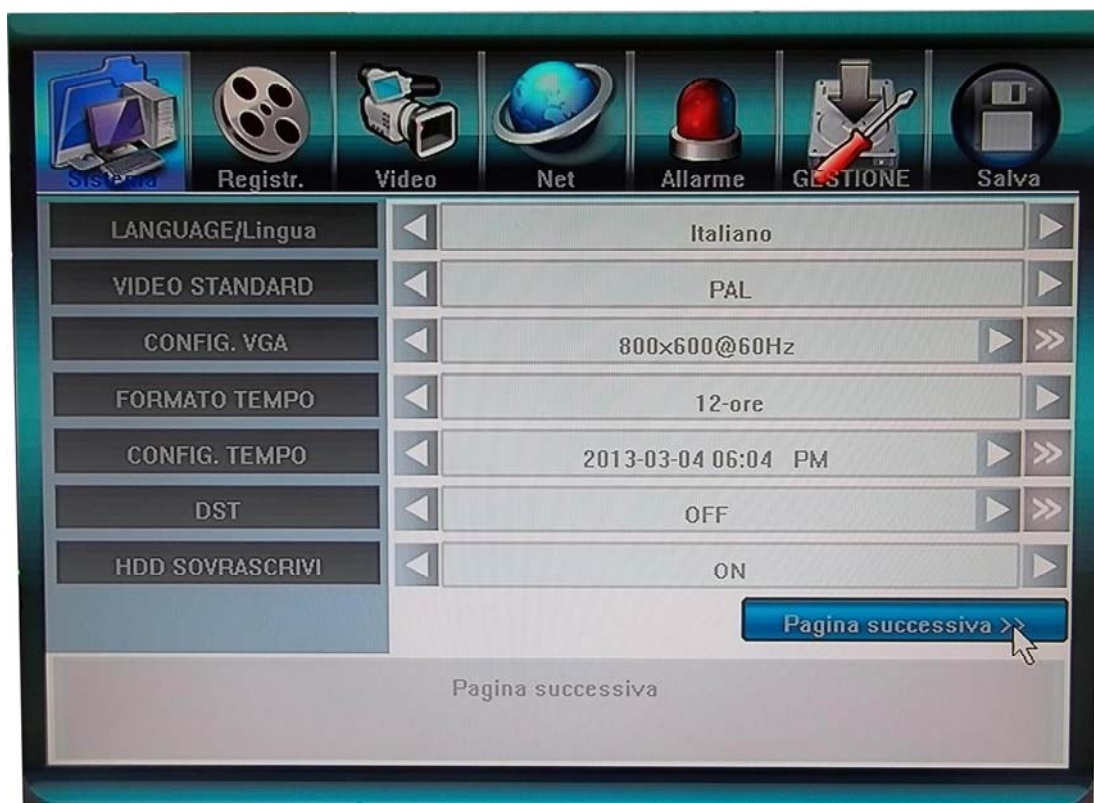 Sistema Registr. Video Net Allarme GESTIONE Salva
LANGUAGE/Lingua Italiano
VIDEO STANDARD PAL
CONFIG. VGA 800x600@60Hz >>
FORMATO TEMPO 12-ore
CONFIG. TEMPO 2013-03-04 06:04 PM >>
DST OFF >>
HDD SOVRASCRIVI ON
Pagina successiva >>
Pagina successiva